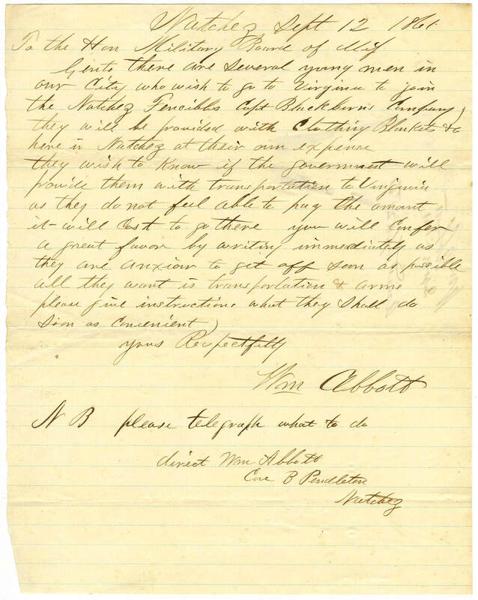 Natchez Sept 12 1861
To the Hon Military Board of Miss
Gents there are several young men in
our City who wish to go to Virginia to join
the Natchez Fencibles Capt Blackburns Company
they will be provided with Clothing Blankets &c
here in Natchez at their own expense
they wish to know if the government will
provide them with transportation to Virginia
as they do not feel able to pay the amount
it will Cost to go there you will Confer
a great favor by writing immediately as
they are anxious to get off soon as possible
all they want is transportation & arms
please give instructions what they shall do
soon as Convenient
yours Respectfully
Wm Abbott
N B please telegraph what to do
direct Wm Abbott
Care B Pendleton
Natchez